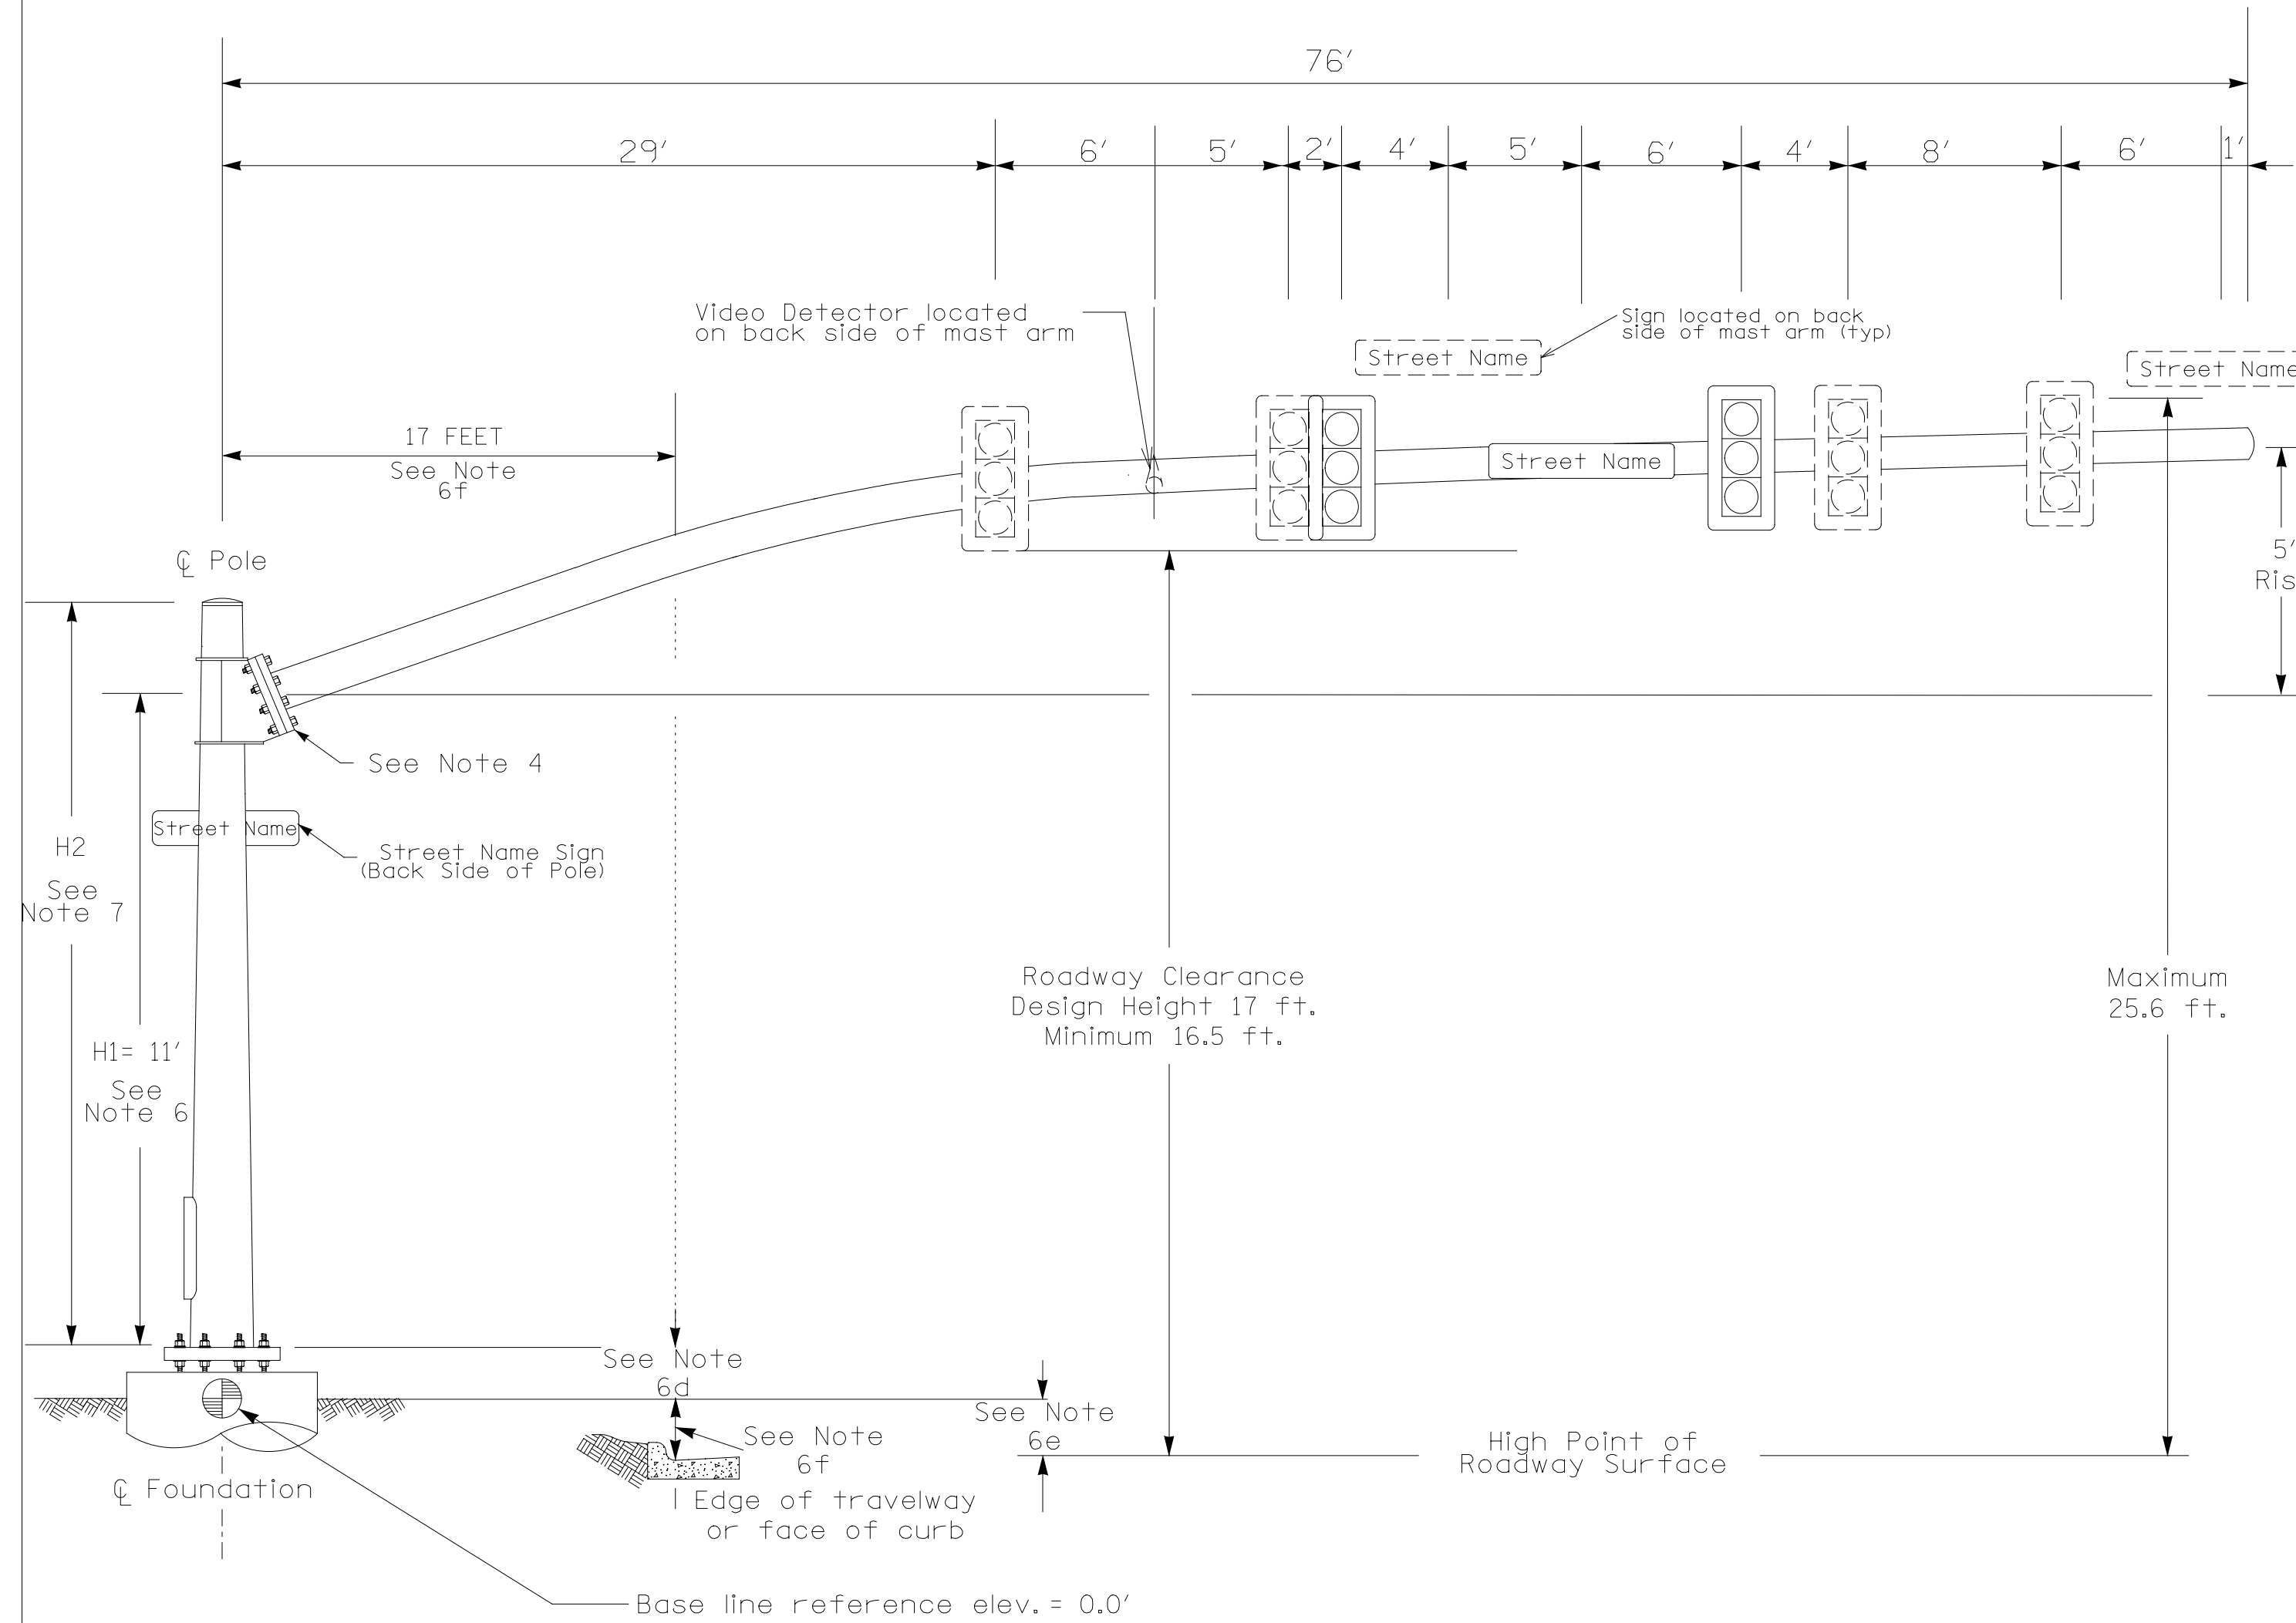 76'
29'
6'
5'
2'
4'
5'
6'
4'
8'
6'
1'
Video Detector located
on back side of mast arm
Sign located on back
side of mast arm (typ)
Street Name
Street Name
17 FEET
See Note
6f
Street Name
℄ Pole
5'
See Note 4
Street Name
Street Name Sign
(Back Side of Pole)
H2
See
Note 7
H1= 11'
See
Note 6
Roadway Clearance
Design Height 17 ft.
Minimum 16.5 ft.
Maximum
25.6 ft.
See Note
6d
See Note
6e
See Note
6f
High Point of
Roadway Surface
℄ Foundation
Edge of travelway
or face of curb
Base line reference elev. = 0.0'